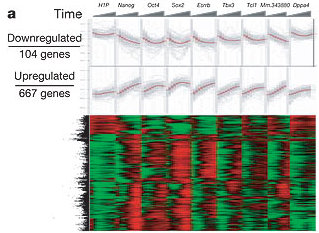 a Time H1P Nanog Oct4 Sox2 Esrrb Tbx3 Tcl1 Mm.343880 Dppa4
Downregulated
104 genes
Upregulated
667 genes